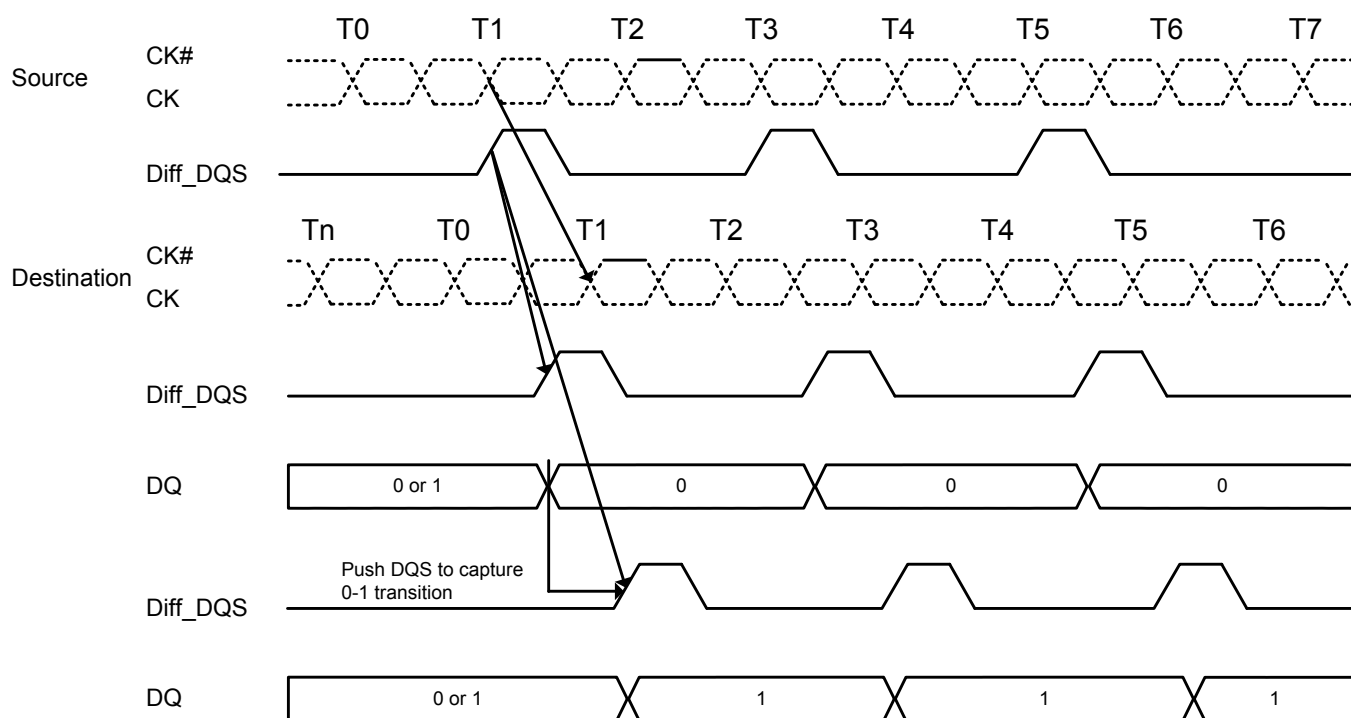 T0 T1 T2 T3 T4 T5 T6 T7
CK#
Source
CK
Diff_DQS
Tn T0 T1 T2 T3 T4 T5 T6
CK#
Destination
CK
Diff_DQS
DQ 0 or 1 0 0 0
Push DQS to capture
0-1 transition
Diff_DQS
DQ 0 or 1 1 1 1